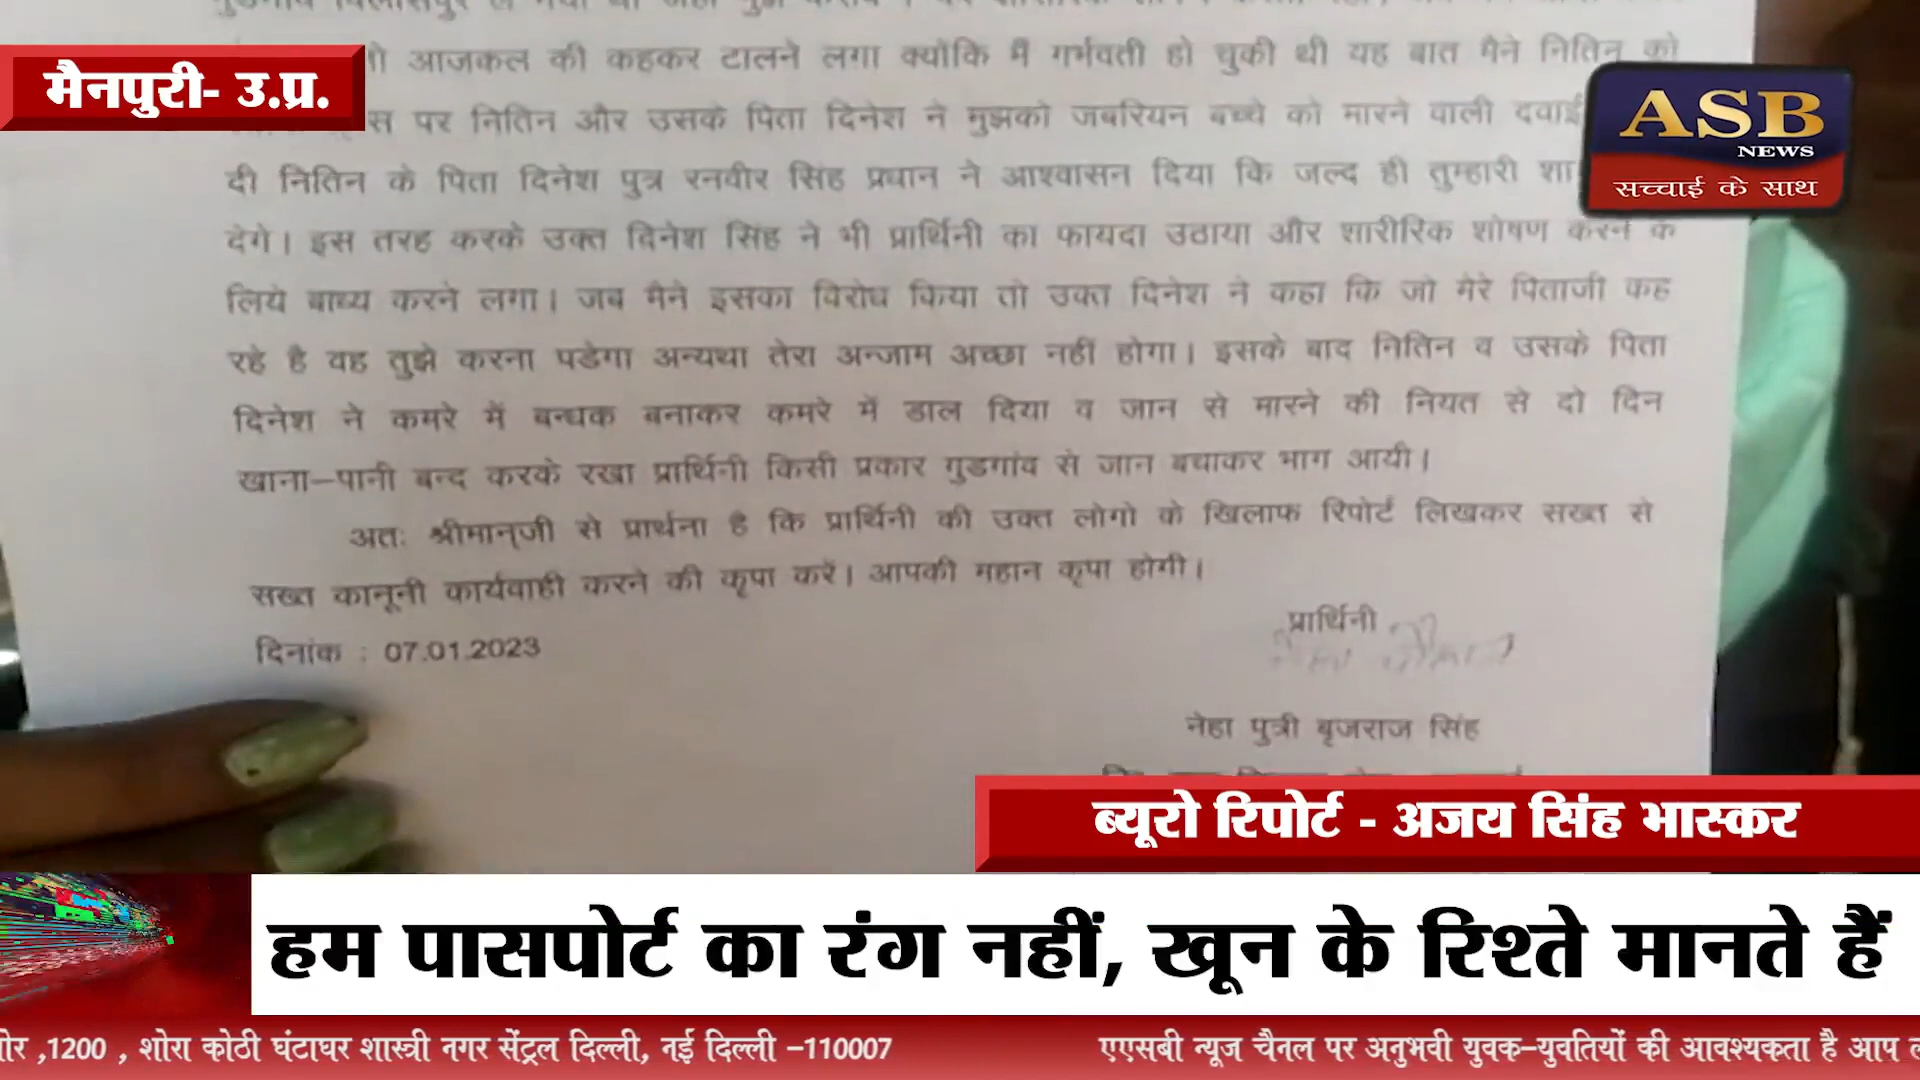 मैनपुरी- उ.प्र.
आजकल की कहकर टालने लगा क्योकि मैं गर्भवती हो चुकी थी यह बात मैने नितिन को
ASB
NEWS
सच्चाई के साथ
पर नितिन और उसके पिता दिनेश ने मुझको जबरियन बच्चे को मारने वाली दवाई
दी नितिन के पिता दिनेश पुत्र रनवीर सिंह प्रधान ने आश्वासन दिया कि जल्द ही तुम्हारी
देगे। इस तरह करके उक्त दिनेश सिंह ने भी प्रार्थिनी का फायदा उठाया और शारीरिक शोषण करने के
लिये बाध्य करने लगा। जब मैने इसका विरोध किया तो उक्त दिनेश ने कहा कि जो मेरे पिताजी कह
रहे है वह तुझे करना पडेगा अन्यथा तेरा अन्जाम अच्छा नहीं होगा। इसके बाद नितिन व उसके पिता
दिनेश ने कमरे में बन्धक बनाकर कमरे में डाल दिया व जान से मारने की नियत से दो दिन
खाना–पानी बन्द करके रखा प्रार्थिनी किसी प्रकार गुडगांव से जान बचाकर भाग आयी।
अतः श्रीमान्जी से प्रार्थना है कि प्रार्थिनी की उक्त लोगो के खिलाफ रिपोर्ट लिखकर सख्त से
सख्त कानूनी कार्यवाही करने की कृपा करें। आपकी महान कृपा होगी।
प्रार्थिनी
दिनांक : 07.01.2023
नेहा पुत्री बृजराज सिंह
ब्यूरो रिपोर्ट - अजय सिंह भास्कर
हम पासपोर्ट का रंग नहीं, खून के रिश्ते मानते हैं
,1200 , शोरा कोठी घंटाघर शास्त्री नगर सेंट्रल दिल्ली, नई दिल्ली –110007
एएसबी न्यूज चैनल पर अनुभवी युवक–युवतियों की आवश्यकता है आप